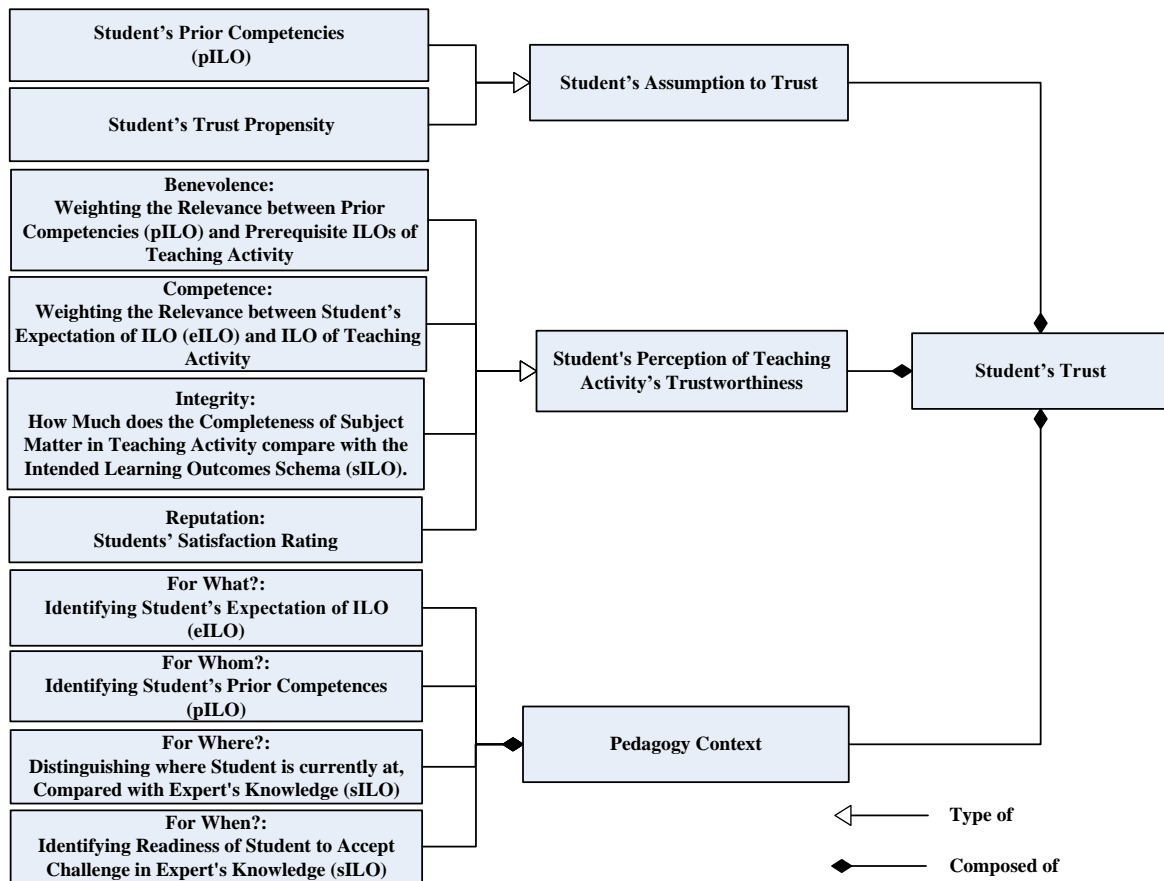 Student’s Prior Competencies
(pILO)
Student’s Trust Propensity
Benevolence:
Weighting the Relevance between Prior
Competencies (pILO) and Prerequisite ILOs of
Teaching Activity
Competence:
Weighting the Relevance between Student’s
Expectation of ILO (eILO) and ILO of Teaching
Activity
Integrity:
How Much does the Completeness of Subject
Matter in Teaching Activity compare with the
Intended Learning Outcomes Schema (sILO).
Reputation:
Students’ Satisfaction Rating
For What?:
Identifying Student’s Expectation of ILO
(eILO)
For Whom?:
Identifying Student’s Prior Competences
(pILO)
For Where?:
Distinguishing where Student is currently at,
Compared with Expert's Knowledge (sILO)
For When?:
Identifying Readiness of Student to Accept
Challenge in Expert's Knowledge (sILO)
Student’s Assumption to Trust
Student's Perception of Teaching
Activity’s Trustworthiness
Pedagogy Context
Student’s Trust
Type of
Composed of